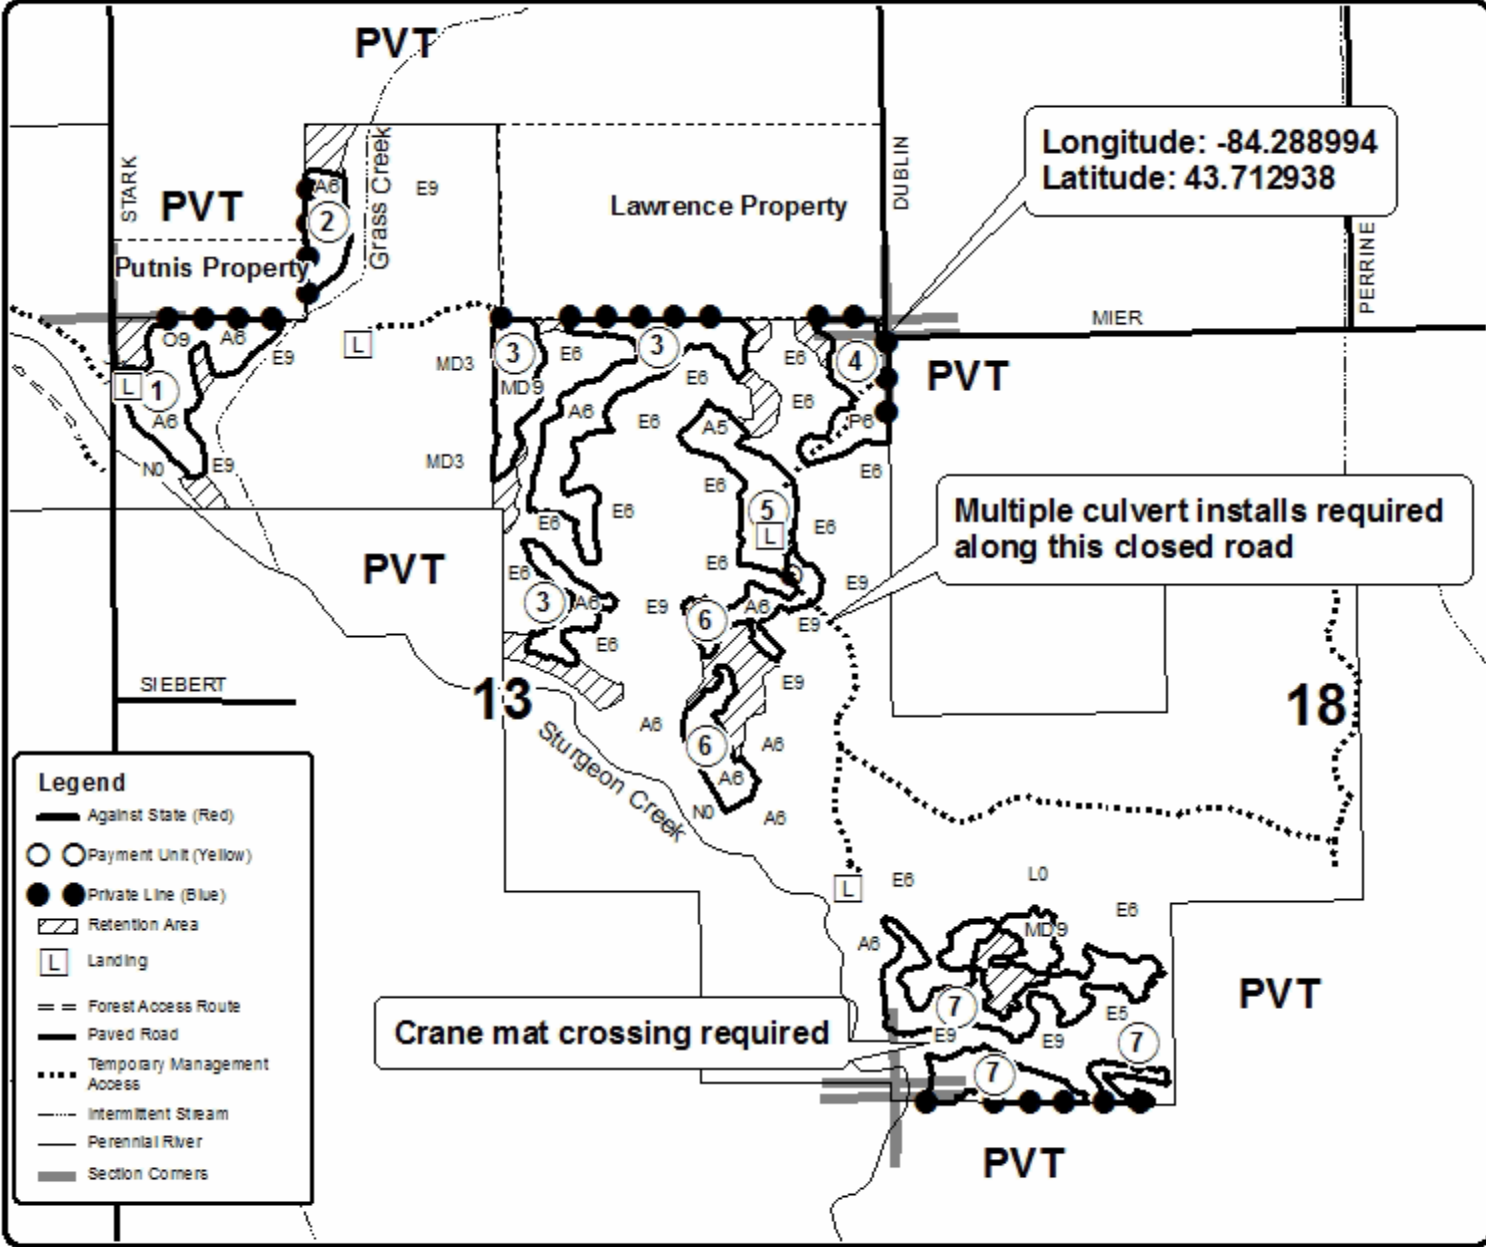 PVT
Longitude: -84.288994
Latitude: 43.712938
STARK
Grass Creek
DUBLIN
PERRINE
A6
E9
PVT
2
Lawrence Property
Putnis Property
MIER
O9
A6
E9
L
MD3
3
E6
3
E6
E6
4
PVT
L
1
MD9
A6
E6
E6
E6
A6
A5
P6
N0
E9
MD3
E6
E6
5
Multiple culvert installs required
along this closed road
E6
E6
L
E6
PVT
E6
E6
E9
3
A6
E9
6
A6
E9
E6
SIEBERT
13
E9
18
A6
6
A6
Sturgeon Creek
A6
N0
A6
Legend
Against State (Red)
Payment Unit (Yellow)
Private Line (Blue)
Retention Area
L
Landing
Forest Access Route
Paved Road
Temporary Management
Access
Intermittent Stream
Perennial River
Section Corners
L
E6
L0
E6
A6
MD9
PVT
7
E5
Crane mat crossing required
E9
E9
7
7
PVT